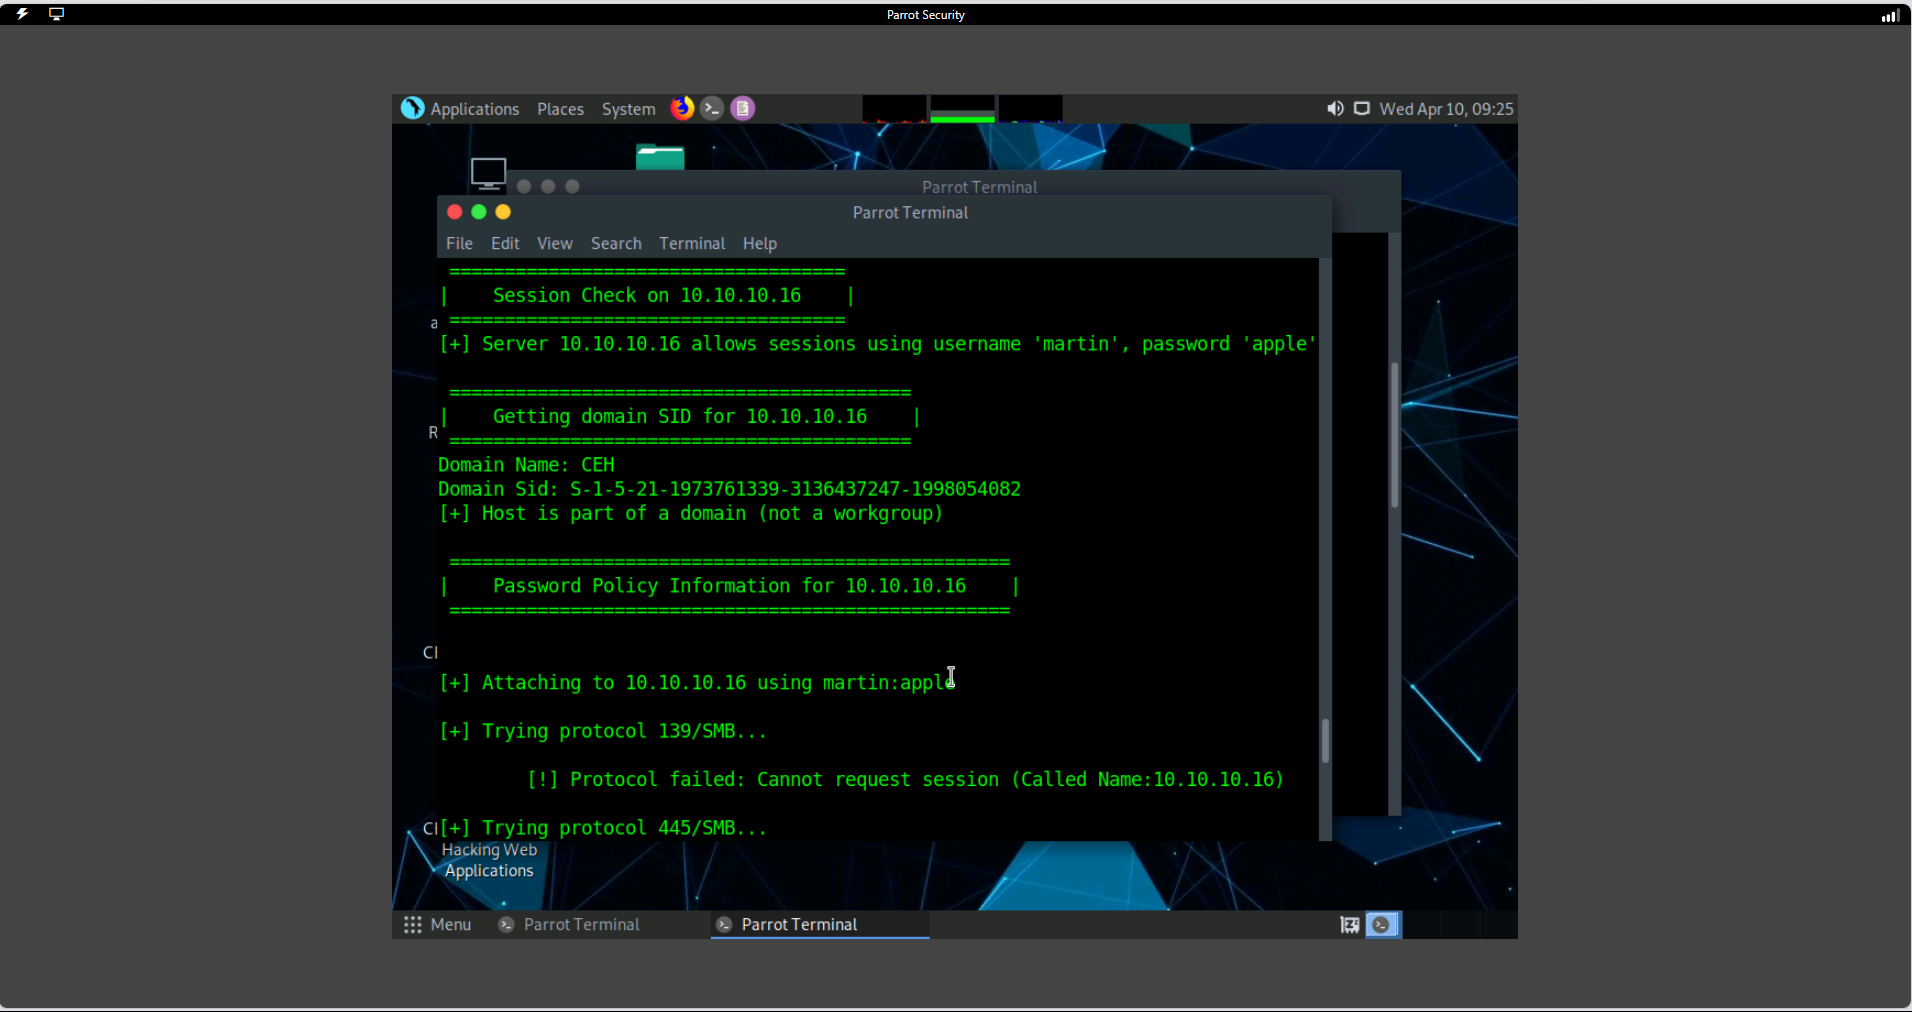 Parrot Security
Applications Places System Wed Apr 10, 09:25
Parrot Terminal
Parrot Terminal
File Edit View Search Terminal Help
===================================
| Session Check on 10.10.10.16 |
===================================
[+] Server 10.10.10.16 allows sessions using username 'martin', password 'apple'
==========================================
| Getting domain SID for 10.10.10.16 |
==========================================
Domain Name: CEH
Domain Sid: S-1-5-21-1973761339-3136437247-1998054082
[+] Host is part of a domain (not a workgroup)
===================================================
| Password Policy Information for 10.10.10.16 |
===================================================
[+] Attaching to 10.10.10.16 using martin:apple
[+] Trying protocol 139/SMB...
[!] Protocol failed: Cannot request session (Called Name:10.10.10.16)
[+] Trying protocol 445/SMB...
Hacking Web
Applications
Menu Parrot Terminal Parrot Terminal